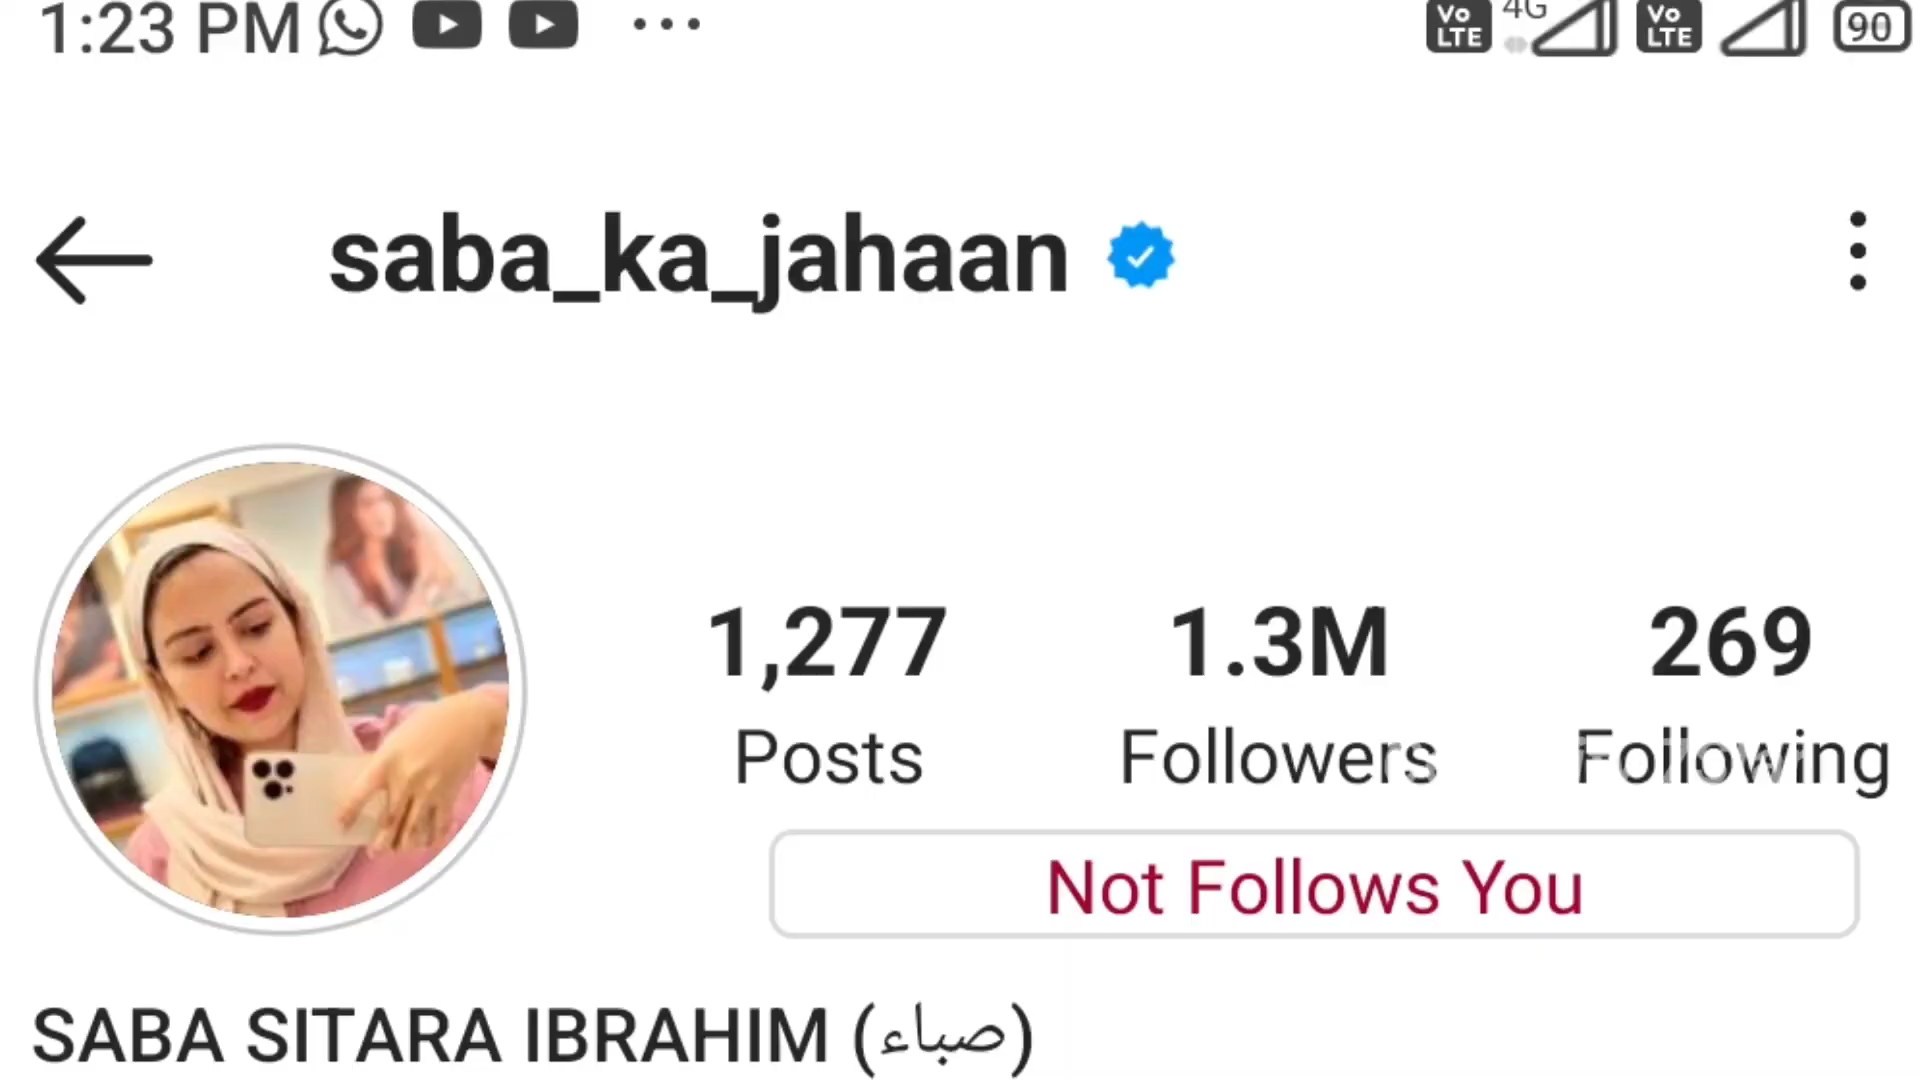 1:23 PM
Vo LTE 4G Vo LTE 90
saba_ka_jahaan
1,277 1.3M 269
Posts Followers Following
Not Follows You
SABA SITARA IBRAHIM (صباء)